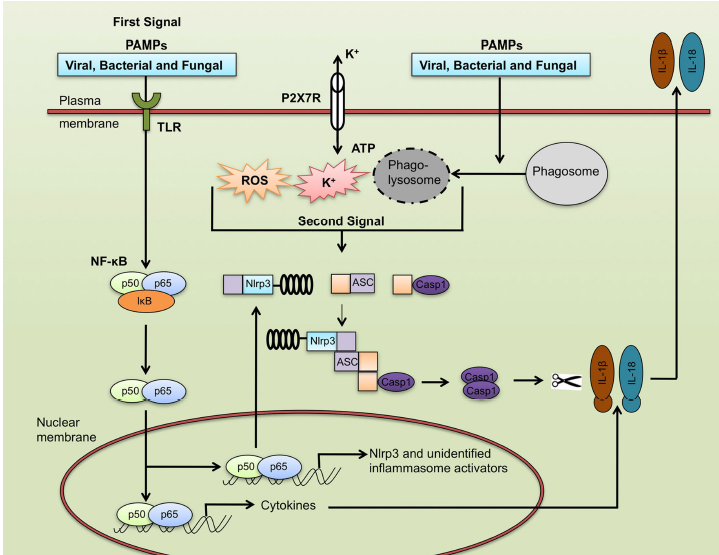 First Signal
PAMPs
Viral, Bacterial and Fungal
Plasma
membrane
TLR
K+
P2X7R
ATP
PAMPs
Viral, Bacterial and Fungal
IL-1β
IL-18
ROS
K+
Phago-
lysosome
Phagosome
Second Signal
NF-κB
p50
p65
IκB
Nlrp3
ASC
Casp1
Nlrp3
ASC
Casp1
Casp1
Casp1
IL-1β
IL-18
p50
p65
Nuclear
membrane
p50
p65
Nlrp3 and unidentified
inflammasome activators
p50
p65
Cytokines